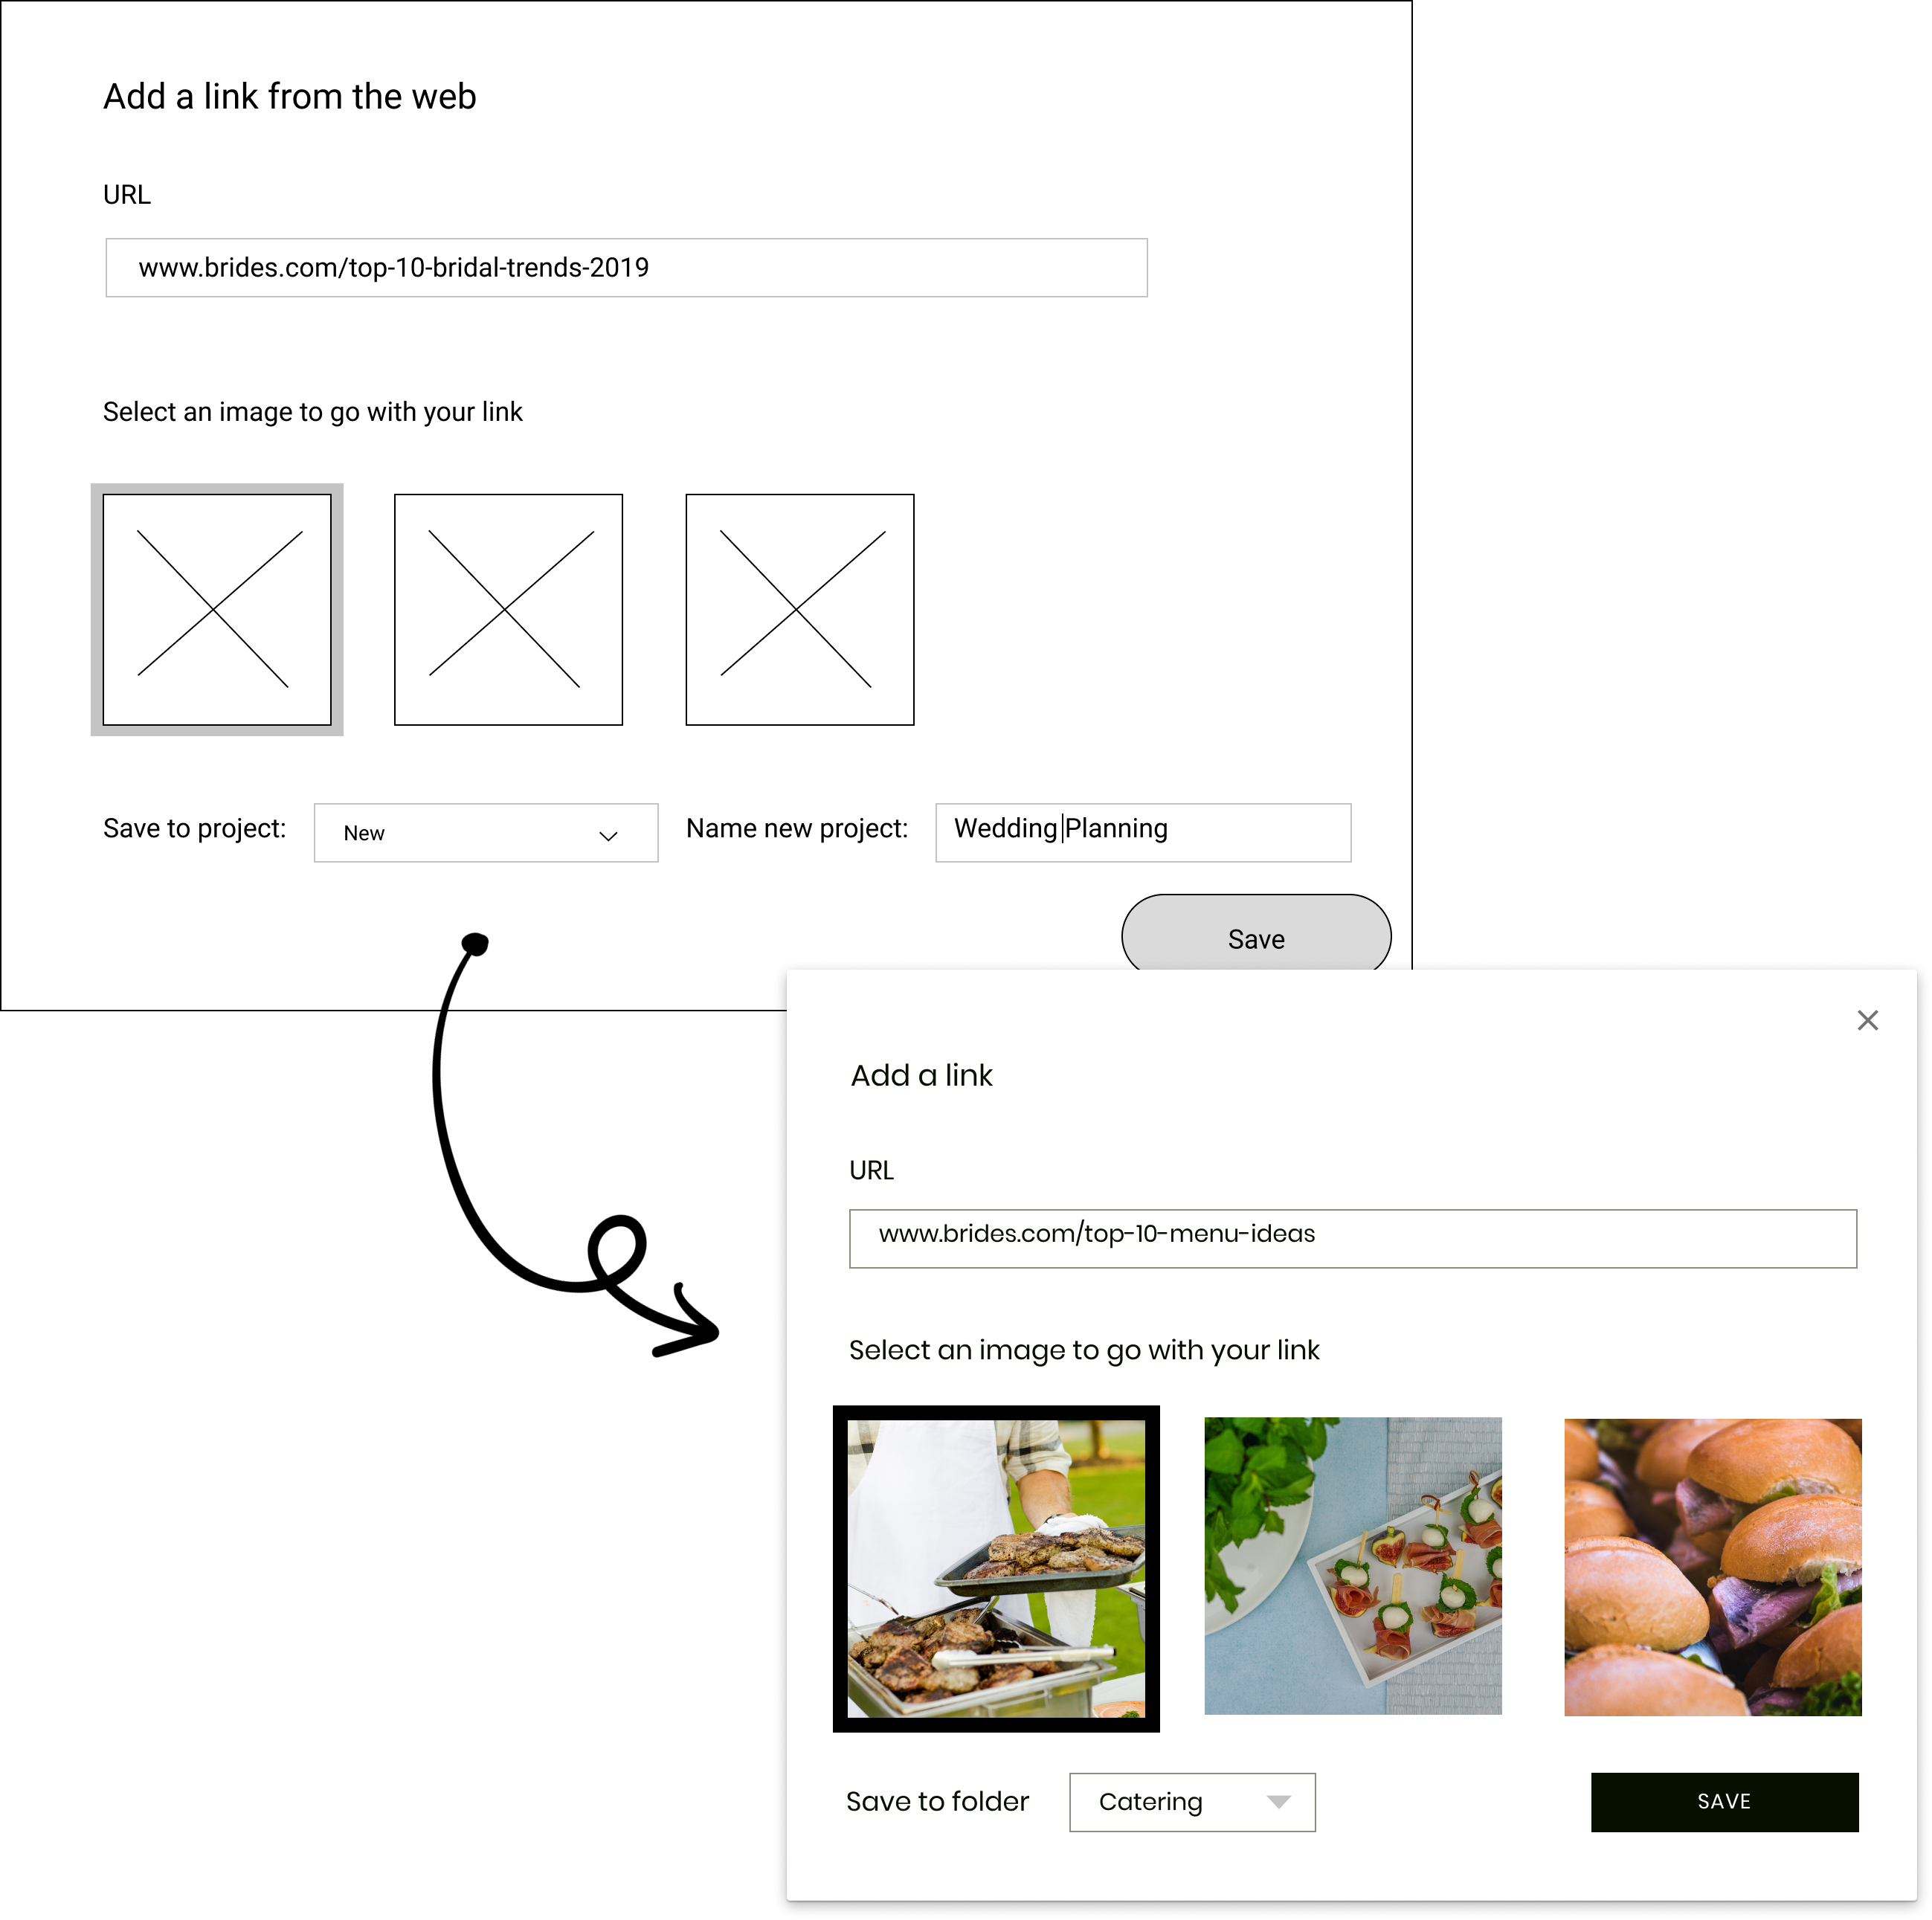 Add a link from the web
URL
www.brides.com/top-10-bridal-trends-2019
Select an image to go with your link
Save to project: New Name new project: Wedding Planning
Save
Add a link
URL
www.brides.com/top-10-menu-ideas
Select an image to go with your link
Save to folder Catering SAVE